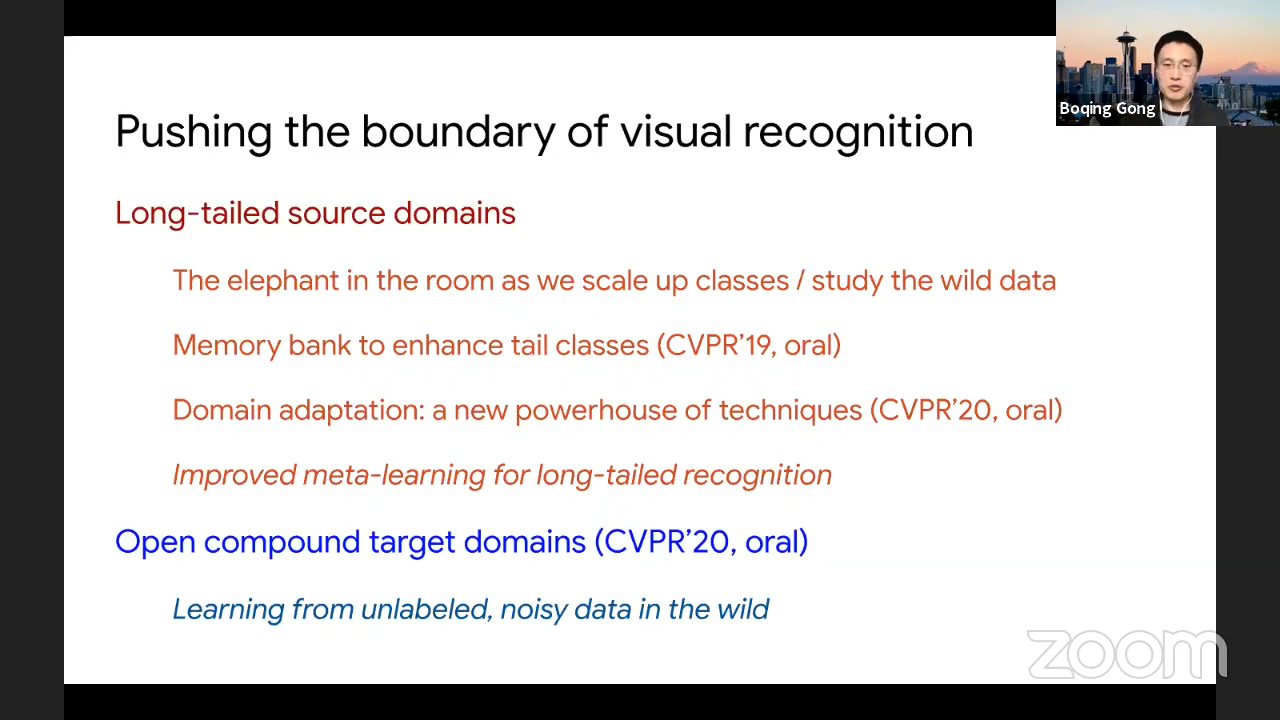 Boqing Gong
Pushing the boundary of visual recognition
Long-tailed source domains
The elephant in the room as we scale up classes / study the wild data
Memory bank to enhance tail classes (CVPR’19, oral)
Domain adaptation: a new powerhouse of techniques (CVPR’20, oral)
Improved meta-learning for long-tailed recognition
Open compound target domains (CVPR’20, oral)
Learning from unlabeled, noisy data in the wild
zoom